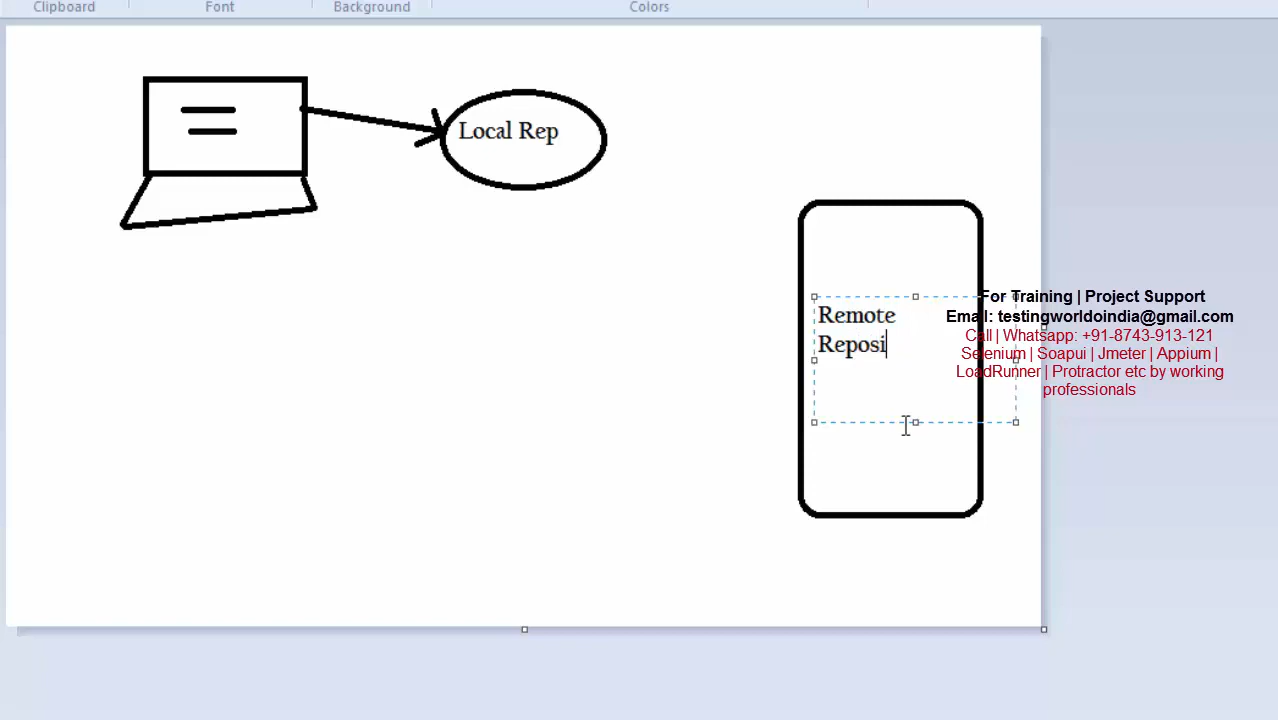 Clipboard
Font
Background
Colors
Local Rep
Remote
Reposi
For Training | Project Support
Email: testingworldoindia@gmail.com
Call | Whatsapp: +91-8743-913-121
Selenium | Soapui | Jmeter | Appium |
LoadRunner | Protractor etc by working
professionals